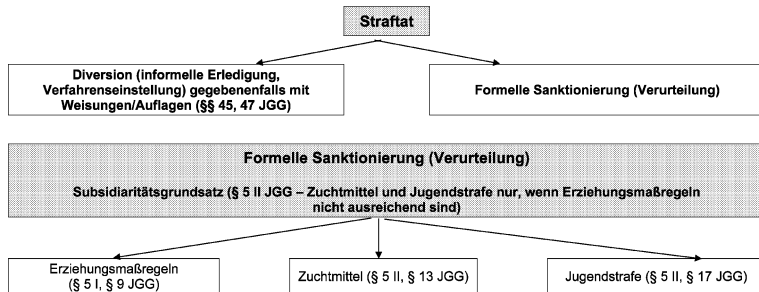 Straftat
Diversion (informelle Erledigung,
Verfahrenseinstellung) gegebenenfalls mit
Weisungen/Auflagen (§§ 45, 47 JGG)
Formelle Sanktionierung (Verurteilung)
Formelle Sanktionierung (Verurteilung)
Subsidiaritätsgrundsatz (§ 5 II JGG – Zuchtmittel und Jugendstrafe nur, wenn Erziehungsmaßregeln
nicht ausreichend sind)
Erziehungsmaßregeln
(§ 5 I, § 9 JGG)
Zuchtmittel (§ 5 II, § 13 JGG)
Jugendstrafe (§ 5 II, § 17 JGG)